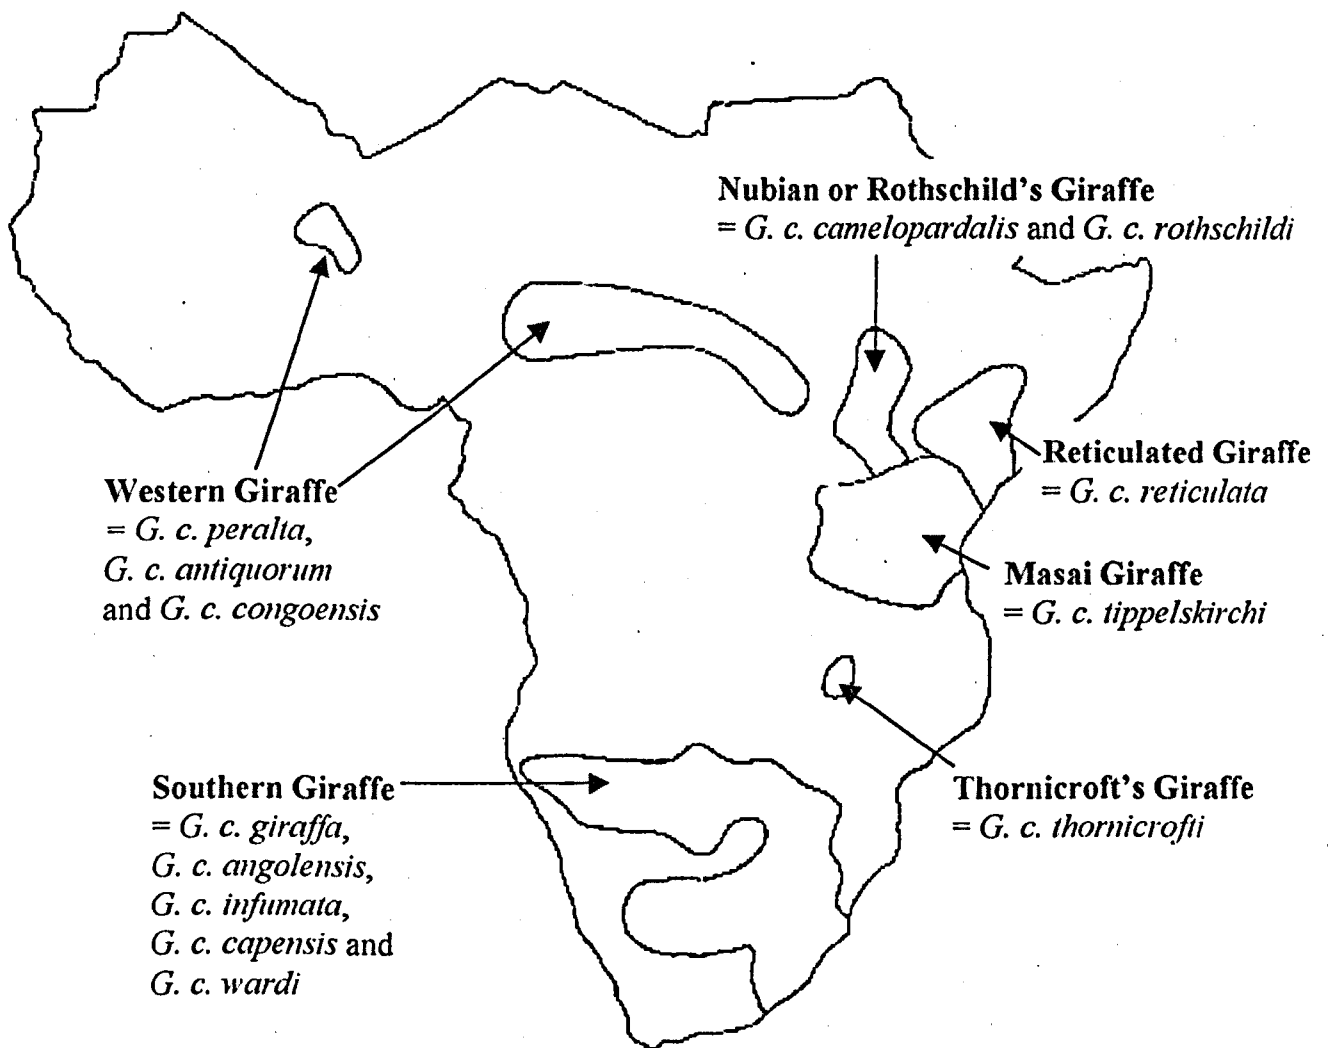 Nubian or Rothschild's Giraffe
= G. c. camelopardalis and G. c. rothschildi
Reticulated Giraffe
= G. c. reticulata
Western Giraffe
= G. c. peralta,
G. c. antiquorum
and G. c. congoensis
Masai Giraffe
= G. c. tippelskirchi
Southern Giraffe
= G. c. giraffa,
G. c. angolensis,
G. c. infumata,
G. c. capensis and
G. c. wardi
Thornicroft's Giraffe
= G. c. thornicrofti